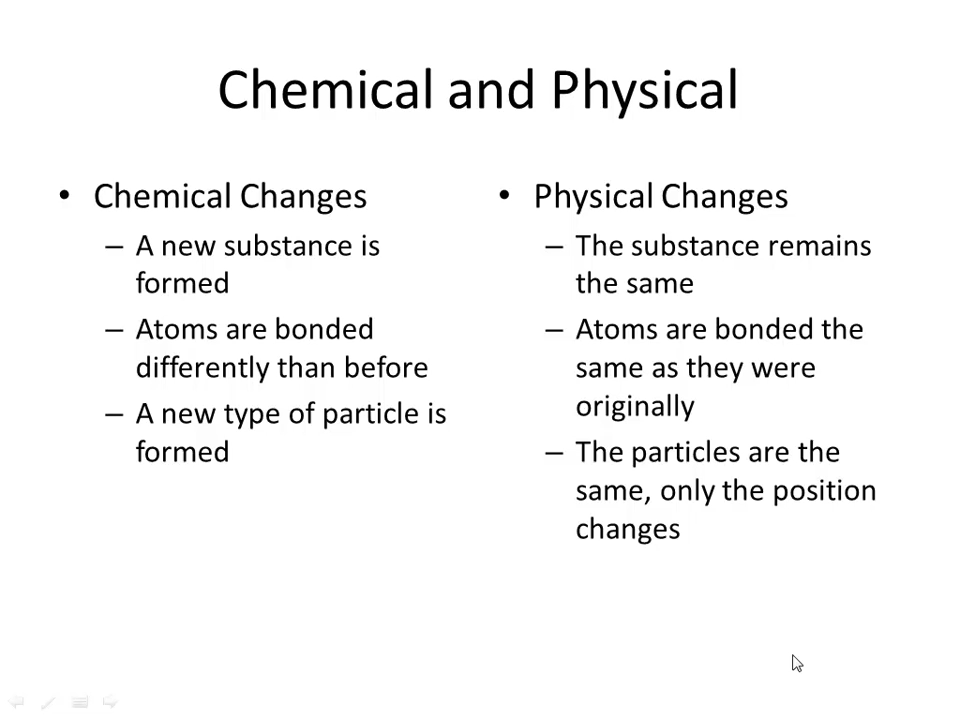 Chemical and Physical
• Chemical Changes
– A new substance is
formed
– Atoms are bonded
differently than before
– A new type of particle is
formed
• Physical Changes
– The substance remains
the same
– Atoms are bonded the
same as they were
originally
– The particles are the
same, only the position
changes